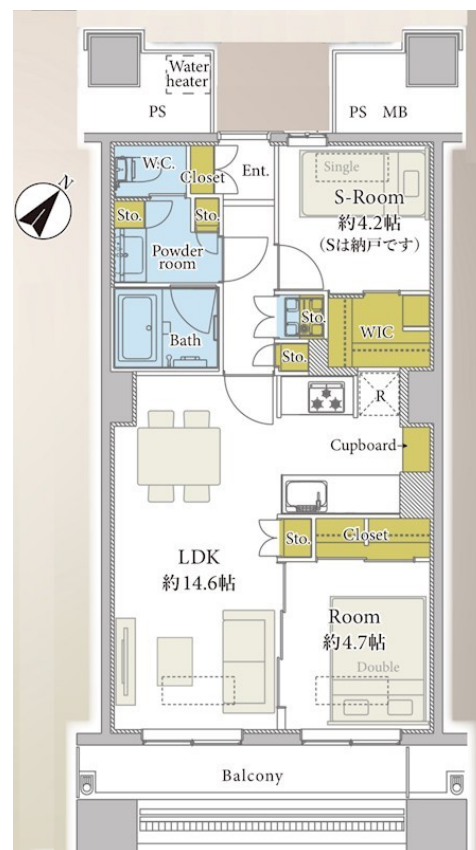 Water
heater
PS
PS MB
N
W.C.
Closet
Ent.
Single
S-Room
約4.2帖
(Sは納戸です)
Sto.
Sto.
Powder
room
Bath
Sto.
WIC
Sto.
R
Cupboard
Sto.
Closet
LDK
約14.6帖
Room
約4.7帖
Double
Balcony